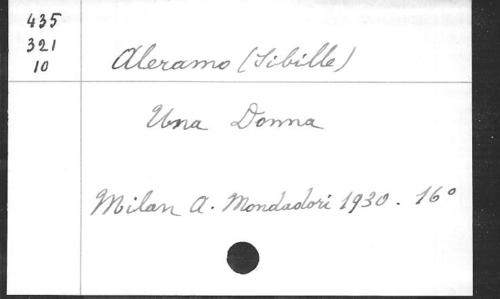 435
321
10
Aleramo (Sibille)
Una Donna
Milan A. Mondadori 1930. 16°